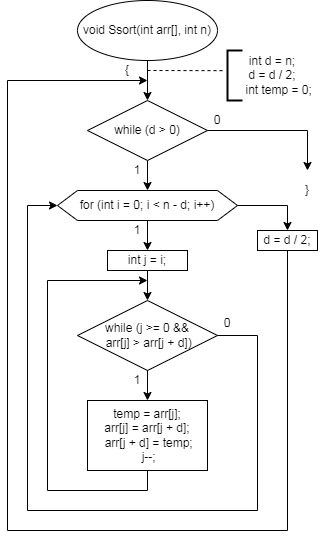 void Ssort(int arr[], int n)
{
int d = n;
d = d / 2;
int temp = 0;
while (d > 0)
0
1
}
for (int i = 0; i < n - d; i++)
1
d = d / 2;
int j = i;
while (j >= 0 &&
arr[j] > arr[j + d])
0
1
temp = arr[j];
arr[j] = arr[j + d];
arr[j + d] = temp;
j--;